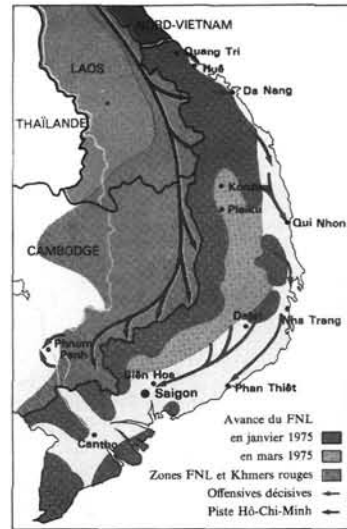 NORD-VIETNAM
Quang Tri
LAOS
Huê
Da Nang
THAÏLANDE
Kontum
Pleiku
Qui Nhon
CAMBODGE
Dalat
Nha Trang
Phnum
Penh
Biên Hoa
Saigon
Phan Thiêt
Cantho
Avance du FNL
en janvier 1975
en mars 1975
Zones FNL et Khmers rouges
Offensives décisives
Piste Hô-Chi-Minh